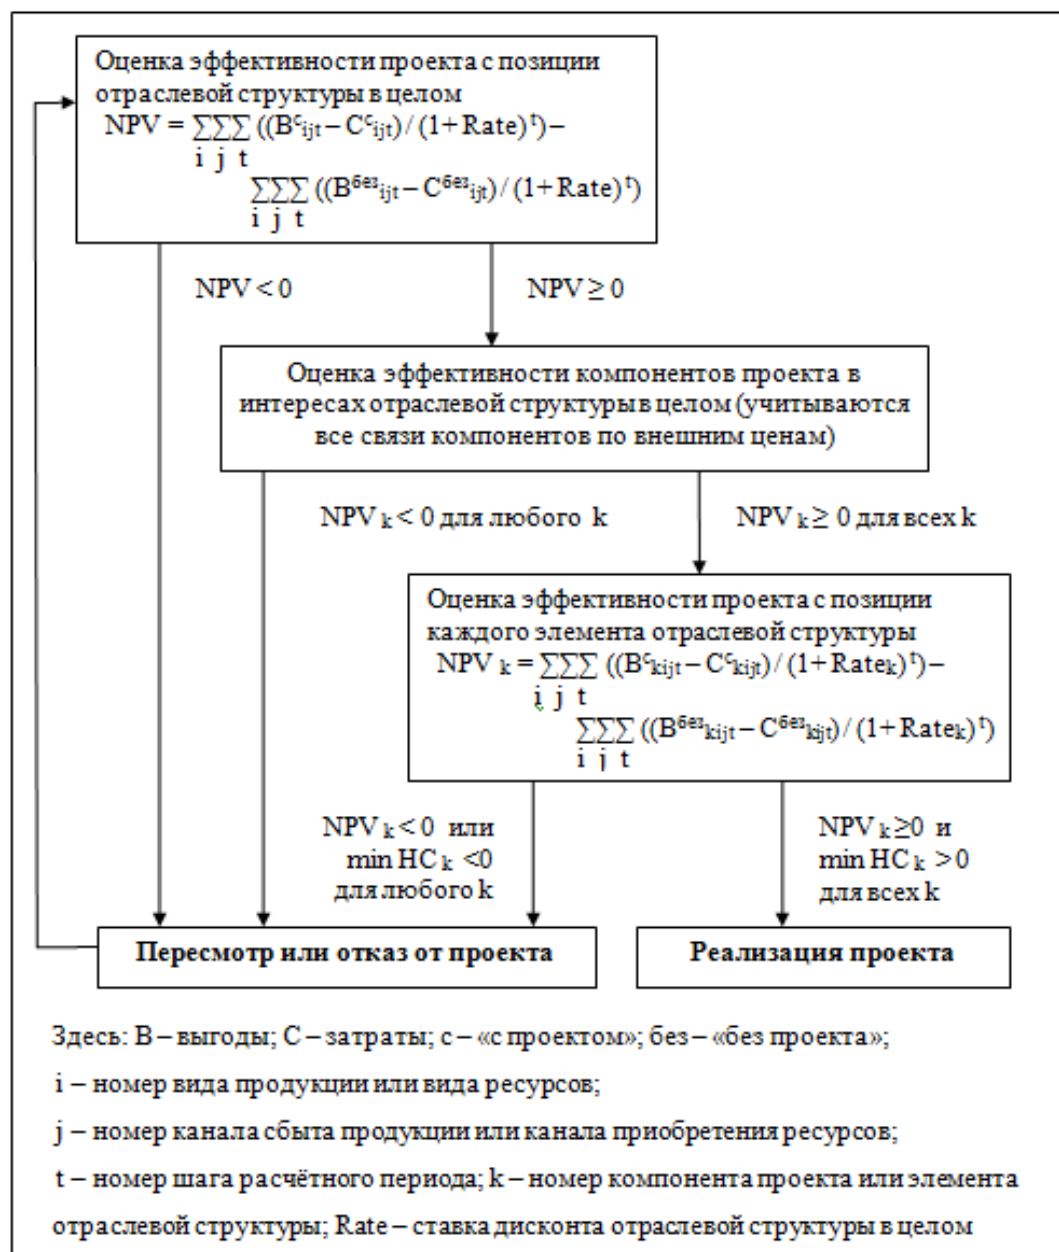 Оценка эффективности проекта с позиции
отраслевой структуры в целом
NPV = ∑∑∑ ((Bᶜijt – Cᶜijt) / (1+ Rate)ᵗ) –
i j t
∑∑∑ ((Bᵇᵉᶻijt – Cᵇᵉᶻijt) / (1+ Rate)ᵗ)
i j t
NPV < 0
NPV ≥ 0
Оценка эффективности компонентов проекта в
интересах отраслевой структуры в целом (учитываются
все связи компонентов по внешним ценам)
NPV k < 0 для любого k
NPV k ≥ 0 для всех k
Оценка эффективности проекта с позиции
каждого элемента отраслевой структуры
NPV k = ∑∑∑ ((Bᶜkijt – Cᶜkijt) / (1+ Ratek)ᵗ) –
i j t
∑∑∑ ((Bᵇᵉᶻkijt – Cᵇᵉᶻkijt) / (1+ Ratek)ᵗ)
i j t
NPV k < 0 или
min НС k <0
для любого k
NPV k ≥0 и
min НС k > 0
для всех k
Пересмотр или отказ от проекта
Реализация проекта
Здесь: В – выгоды; С – затраты; с – «с проектом»; без – «без проекта»;
i – номер вида продукции или вида ресурсов;
j – номер канала сбыта продукции или канала приобретения ресурсов;
t – номер шага расчётного периода; k – номер компонента проекта или элемента
отраслевой структуры; Rate – ставка дисконта отраслевой структуры в целом